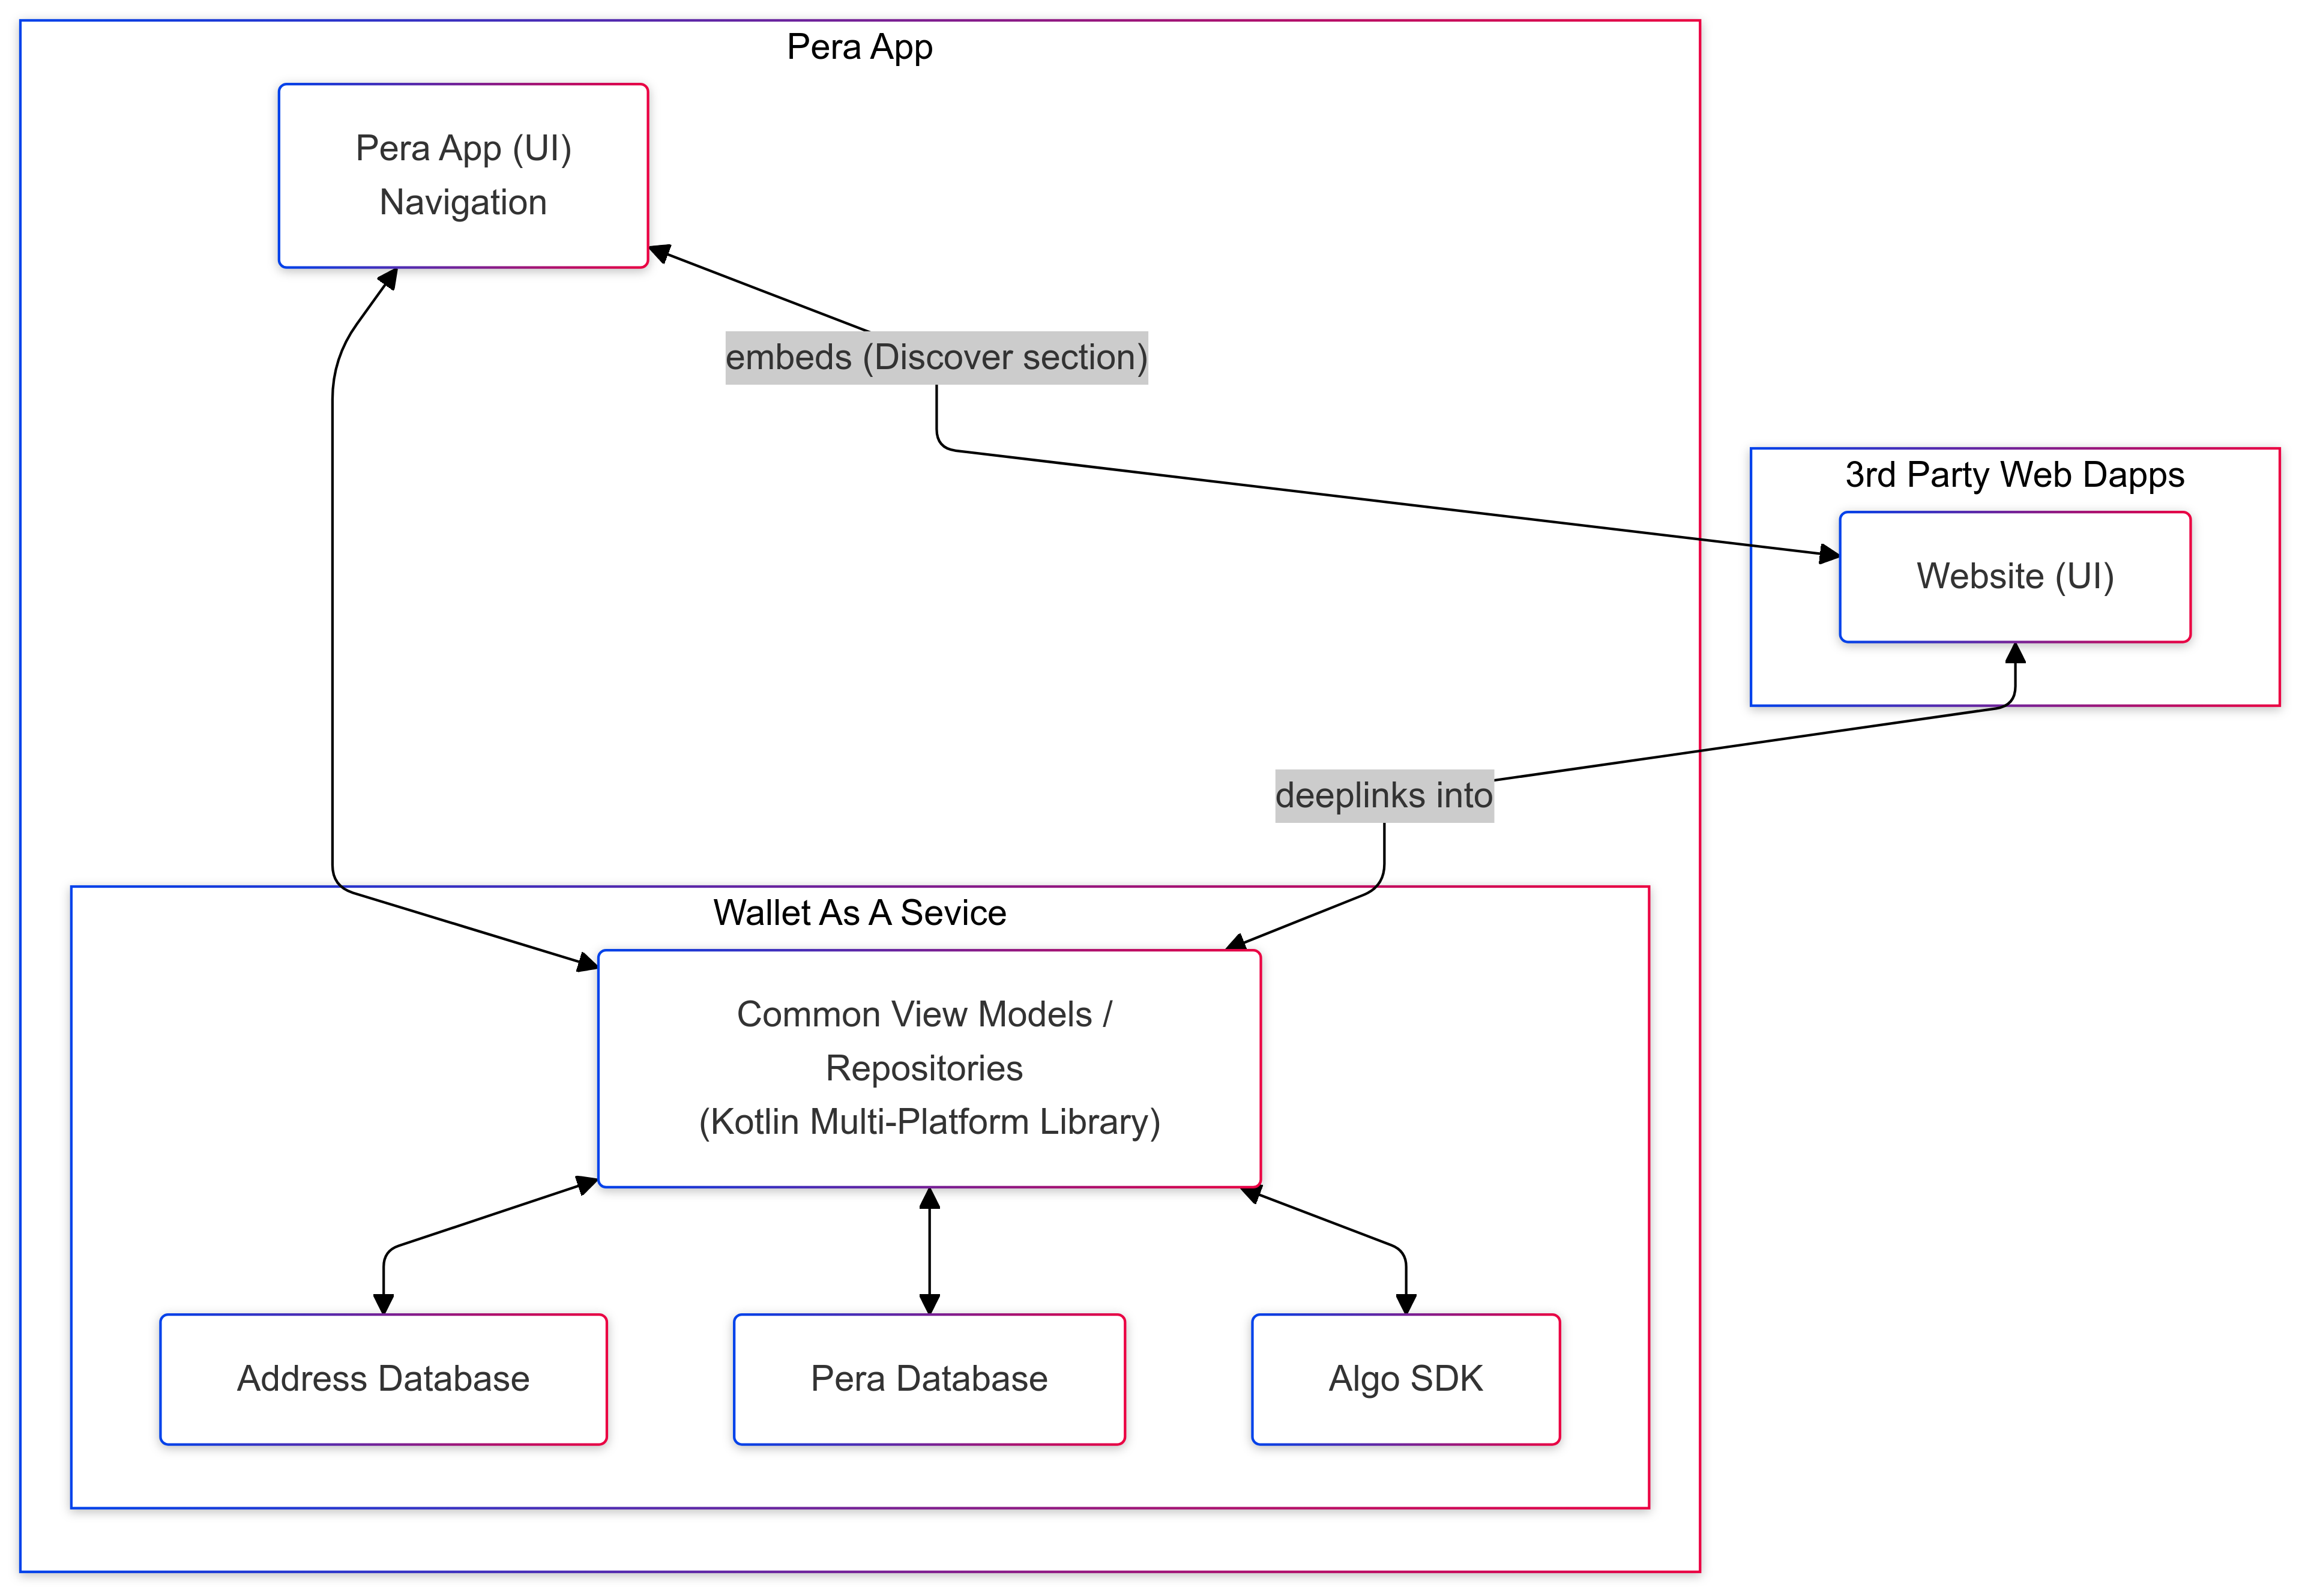 Pera App
Pera App (UI)
Navigation
embeds (Discover section)
3rd Party Web Dapps
Website (UI)
deeplinks into
Wallet As A Sevice
Common View Models /
Repositories
(Kotlin Multi-Platform Library)
Address Database
Pera Database
Algo SDK